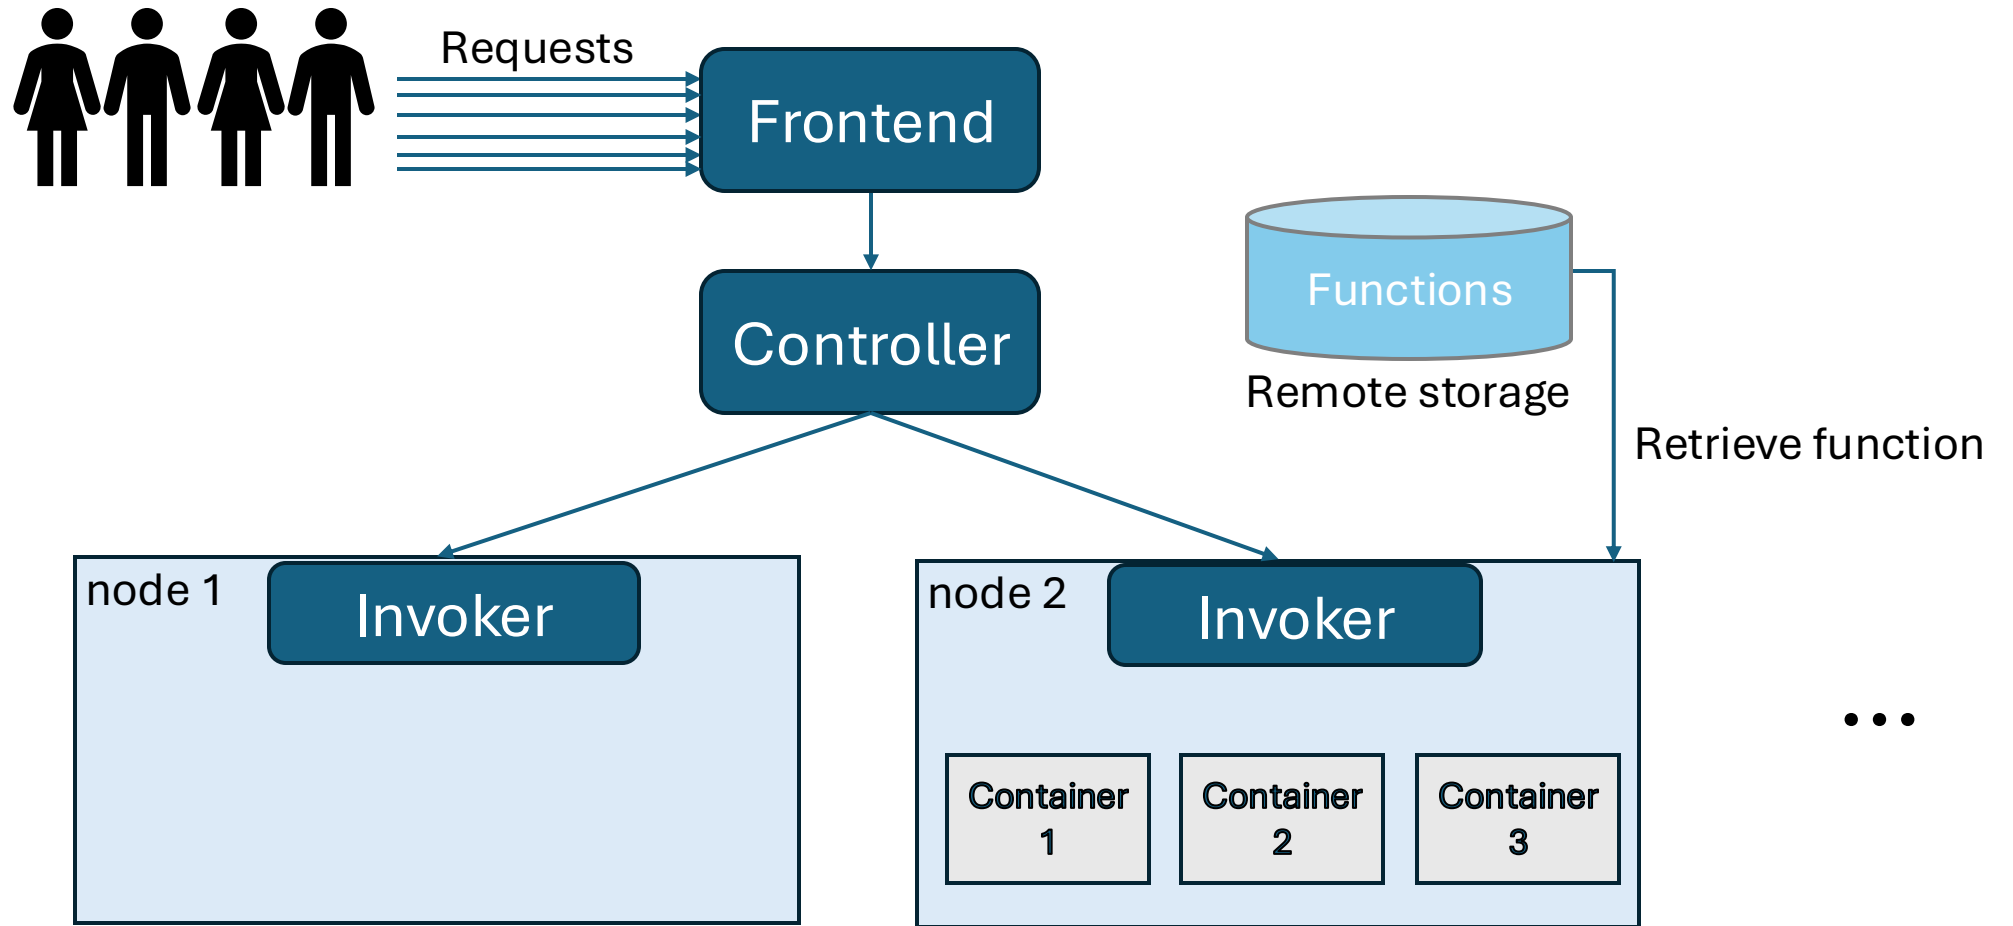 Requests
Frontend
Controller
Functions
Remote storage
Retrieve function
node 1
Invoker
node 2
Invoker
...
Container
1
Container
2
Container
3